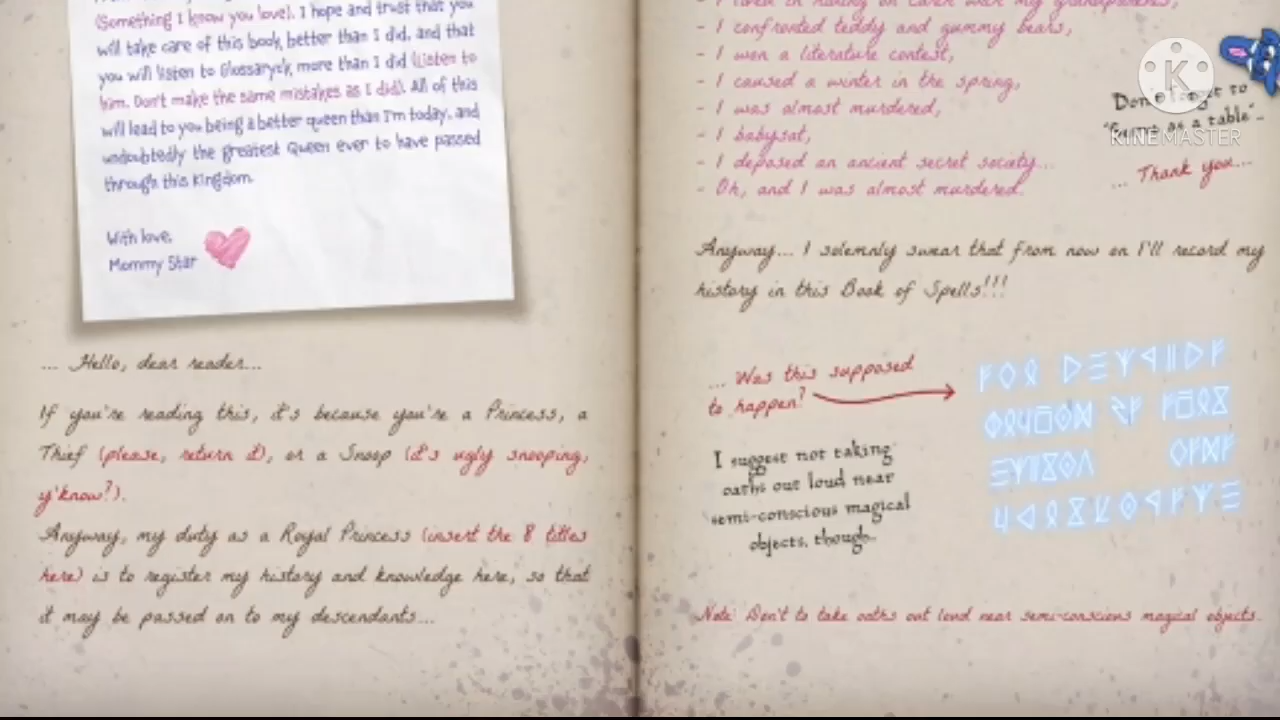 (Something I know you love). I hope and trust that you
will take care of this book, better than I did, and that
you will listen to Glossaryck, more than I did (Listen to
him. Don't make the same mistakes as I did). All of this
will lead to you being a better queen than I'm today, and
undoubtedly the greatest Queen ever to have passed
through this Kingdom.
With love,
Mommy Star
... Hello, dear reader...
If you're reading this, it's because you're a Princess, a
Thief (please, return it), or a Snoop (it's ugly snooping,
y'know?).
Anyway, my duty as a Royal Princess (insert the 8 titles
here) is to register my history and knowledge here, so that
it may be passed on to my descendants...
- I confronted teddy and gummy bears,
- I won a literature contest,
- I caused a winter in the spring,
- I was almost murdered,
- I babysat,
- I deposed an ancient secret society...
- Oh, and I was almost murdered.
to
as a table"...
... Thank you...
K
KINEMASTER
Anyway... I solemnly swear that from now on I'll record my
history in this Book of Spells!!!
... Was this supposed
to happen?
I suggest not taking
oaths out loud near
semi-conscious magical
objects, though...
Note: Don't to take oaths out loud near semi-conscious magical objects.